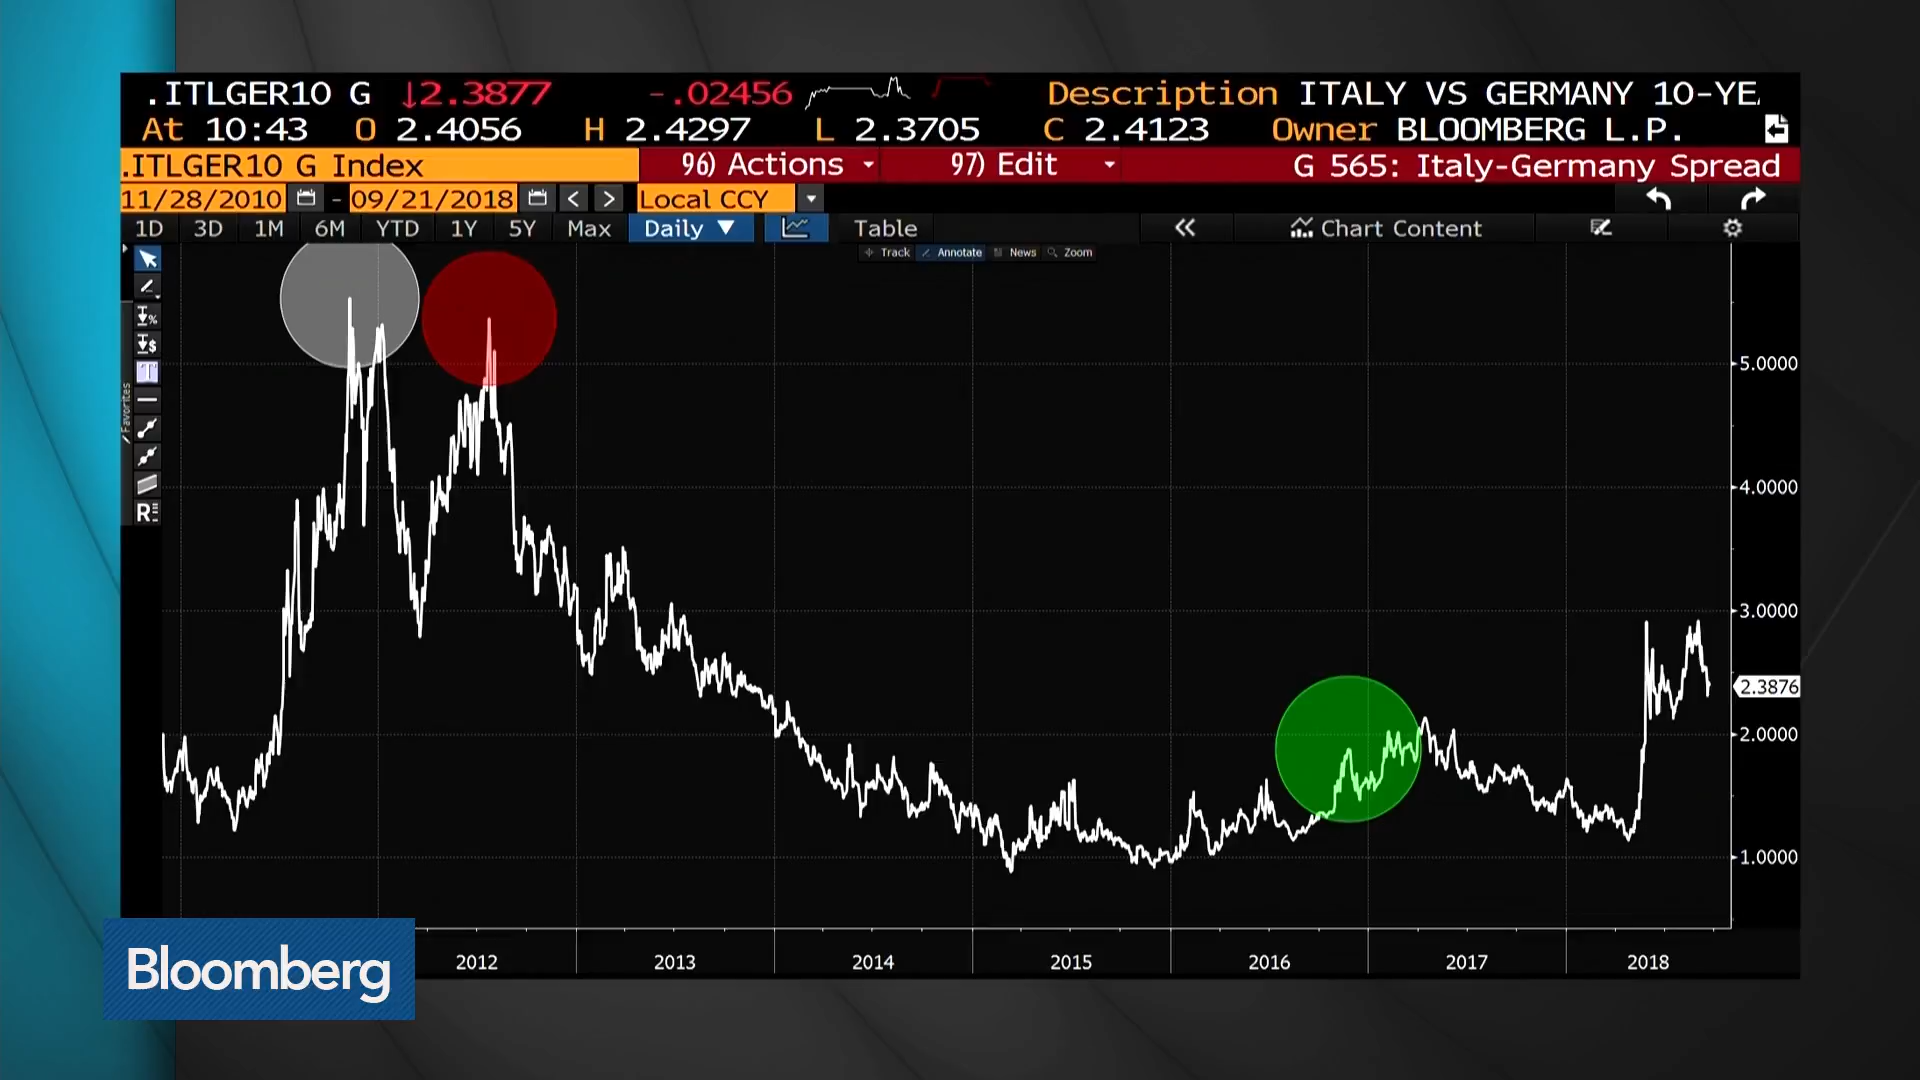 .ITLGER10 G ↓2.3877 -.02456 Description ITALY VS GERMANY 10-YE
At 10:43 O 2.4056 H 2.4297 L 2.3705 C 2.4123 Owner BLOOMBERG L.P.
.ITLGER10 G Index 96) Actions 97) Edit G 565: Italy-Germany Spread
11/28/2010 - 09/21/2018 < > Local CCY
1D 3D 1M 6M YTD 1Y 5Y Max Daily ▼ Table « Chart Content
Track Annotate News Zoom
Favorites
% 
$
T
R
5.0000
4.0000
3.0000
2.3876
2.0000
1.0000
2012 2013 2014 2015 2016 2017 2018
Bloomberg